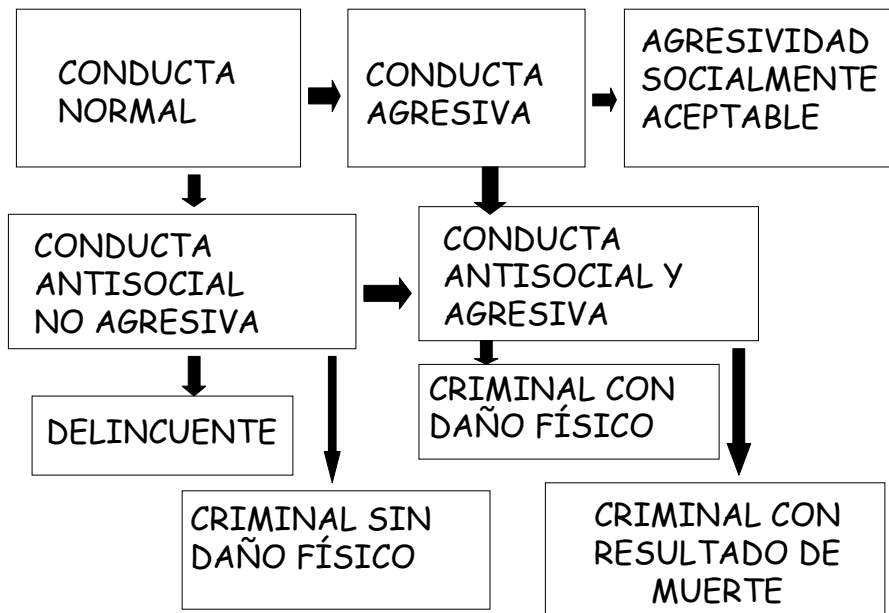 CONDUCTA
NORMAL
CONDUCTA
AGRESIVA
AGRESIVIDAD
SOCIALMENTE
ACEPTABLE
CONDUCTA
ANTISOCIAL
NO AGRESIVA
CONDUCTA
ANTISOCIAL Y
AGRESIVA
DELINCUENTE
CRIMINAL CON
DAÑO FÍSICO
CRIMINAL SIN
DAÑO FÍSICO
CRIMINAL CON
RESULTADO DE
MUERTE